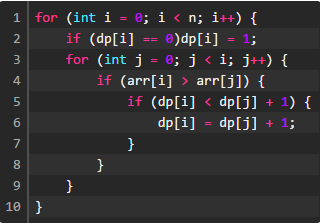 1 for (int i = 0; i < n; i++) {
2     if (dp[i] == 0)dp[i] = 1;
3     for (int j = 0; j < i; j++) {
4         if (arr[i] > arr[j]) {
5             if (dp[i] < dp[j] + 1) {
6                 dp[i] = dp[j] + 1;
7             }
8         }
9     }
10 }